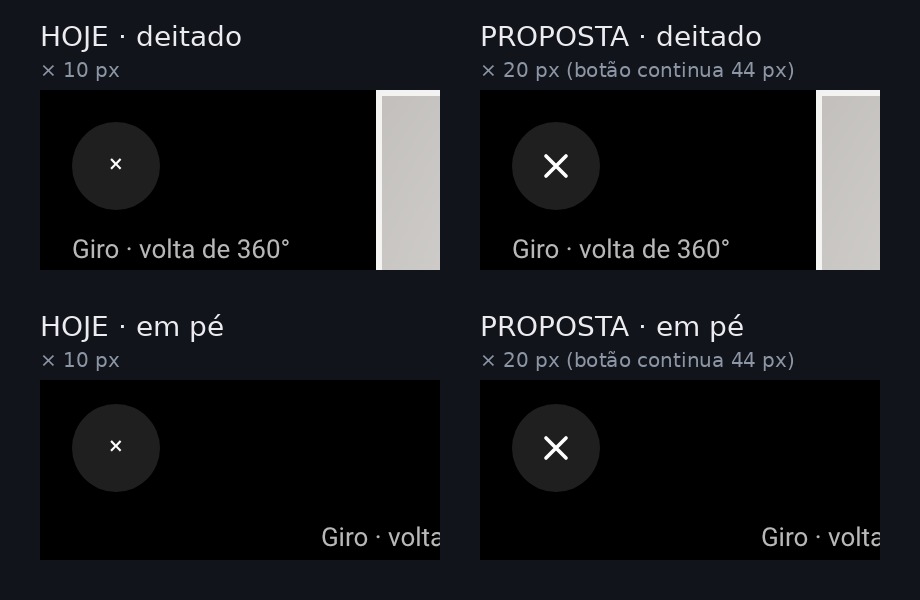 HOJE · deitado
× 10 px
×
Giro · volta de 360°
PROPOSTA · deitado
× 20 px (botão continua 44 px)
×
Giro · volta de 360°
HOJE · em pé
× 10 px
×
Giro · volta
PROPOSTA · em pé
× 20 px (botão continua 44 px)
×
Giro · volta